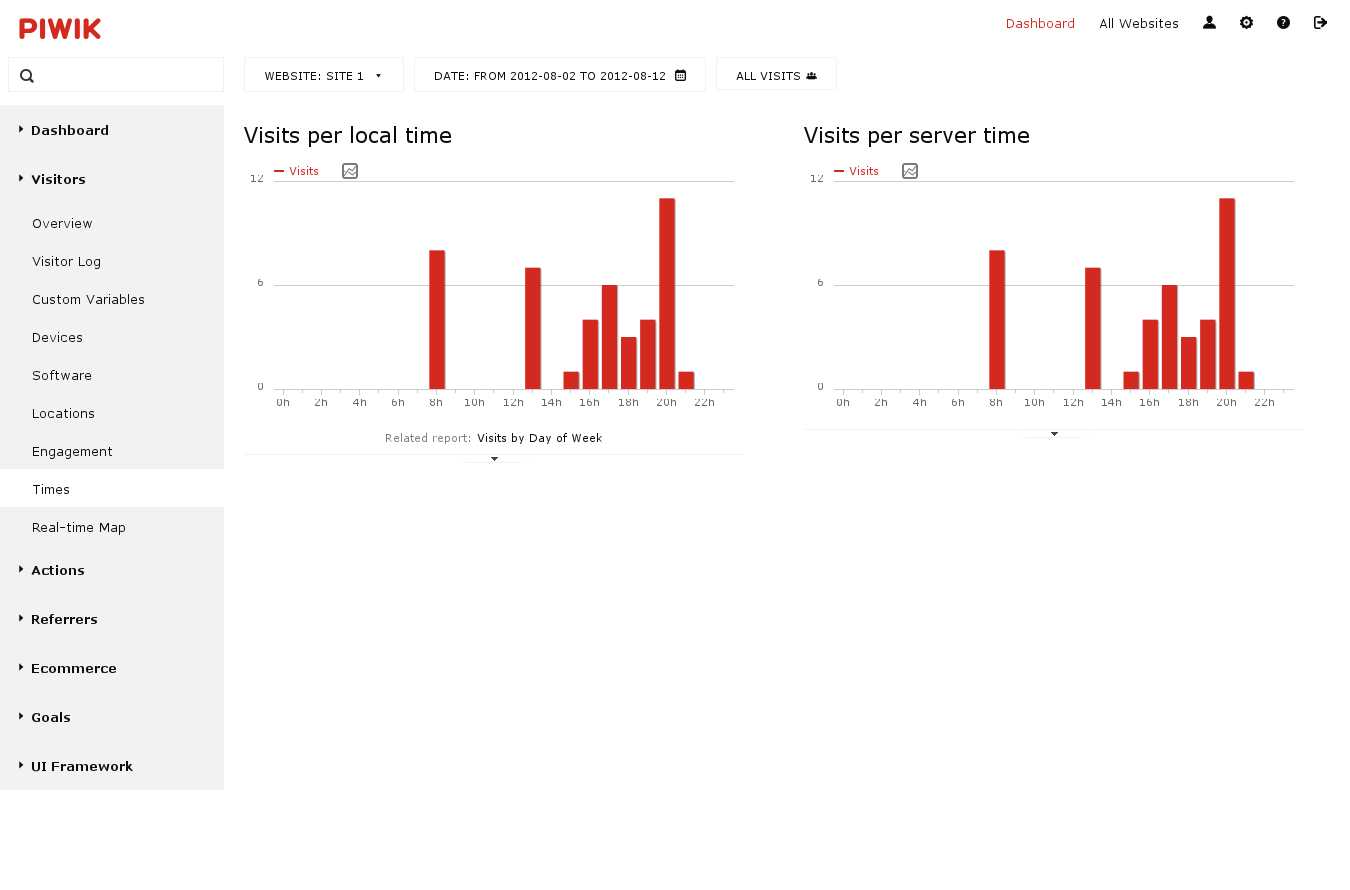 PIWIK
Dashboard
All Websites
WEBSITE: SITE 1
DATE: FROM 2012-08-02 TO 2012-08-12
ALL VISITS
Dashboard
Visitors
Overview
Visitor Log
Custom Variables
Devices
Software
Locations
Engagement
Times
Real-time Map
Actions
Referrers
Ecommerce
Goals
UI Framework
Visits per local time
Visits
12
6
0
0h 2h 4h 6h 8h 10h 12h 14h 16h 18h 20h 22h
Related report: Visits by Day of Week
Visits per server time
Visits
12
6
0
0h 2h 4h 6h 8h 10h 12h 14h 16h 18h 20h 22h